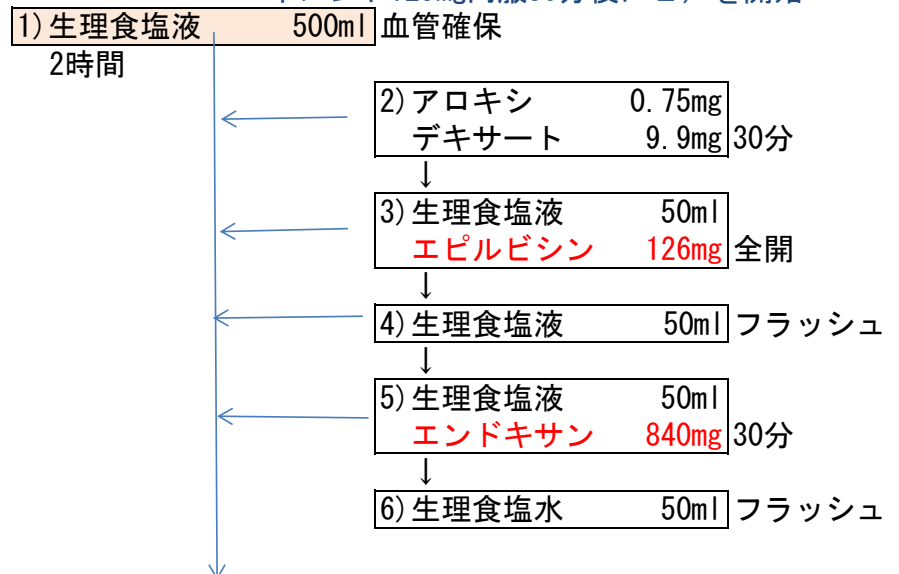 1)生理食塩液 500ml 血管確保
2時間
2)アロキシ 0.75mg
デキサート 9.9mg 30分
↓
3)生理食塩液 50ml
エピルビシン 126mg 全開
↓
4)生理食塩液 50ml フラッシュ
↓
5)生理食塩液 50ml
エンドキサン 840mg 30分
↓
6)生理食塩水 50ml フラッシュ